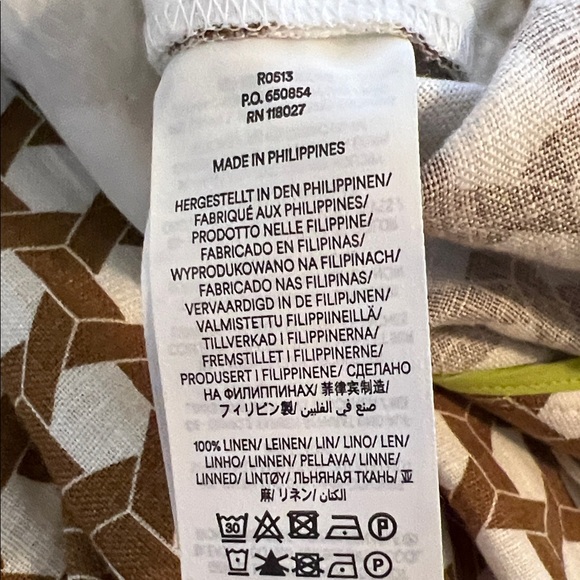 R0513
P.O. 650854
RN 118027
MADE IN PHILIPPINES
HERGESTELLT IN DEN PHILIPPINEN/
FABRIQUÉ AUX PHILIPPINES/
PRODOTTO NELLE FILIPPINE/
FABRICADO EN FILIPINAS/
WYPRODUKOWANO NA FILIPINACH/
FABRICADO NAS FILIPINAS/
VERVAARDIGD IN DE FILIPIJNEN/
VALMISTETTU FILIPPIINEILLÄ/
TILLVERKAD I FILIPPINERNA/
FREMSTILLET I FILIPPINERNE/
PRODUSERT I FILIPPINENE/ СДЕЛАНО
НА ФИЛИППИНАХ/ 菲律宾制造/
フィリピン製/ صنع في الفلبين/
100% LINEN/ LEINEN/ LIN/ LINO/ LEN/
LINHO/ LINNEN/ PELLAVA/ LINNE/
LINNED/ LINTØY/ ЛЬНЯНАЯ ТКАНЬ/ 亚
麻/ リネン/ الكتان/
30 P